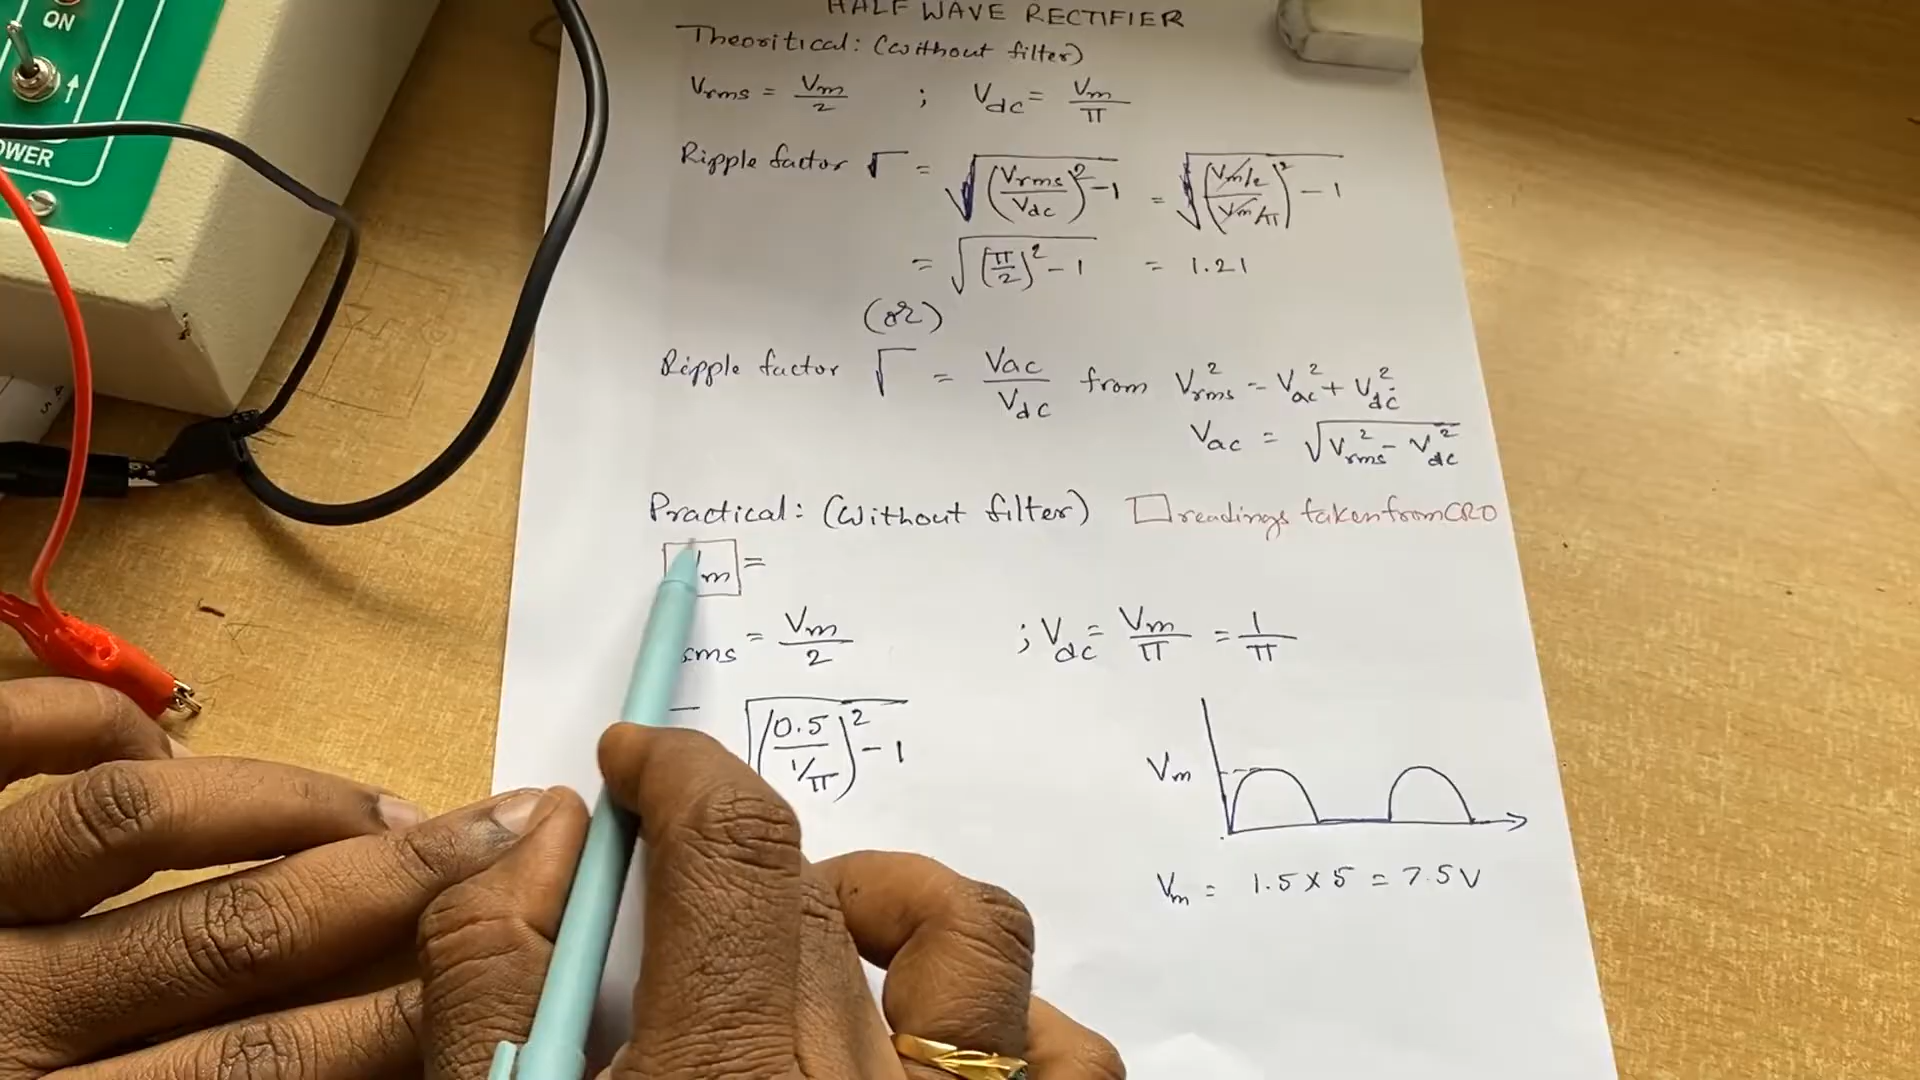 ON
POWER
HALF WAVE RECTIFIER
Theoritical: (without filter)
Vrms = Vm/2 ; Vdc = Vm/π
Ripple factor Γ = √((Vrms/Vdc)² - 1) = √(((Vm/2)/(Vm/π))² - 1)
= √((π/2)² - 1) = 1.21
(or)
Ripple factor Γ = Vac/Vdc from Vrms² = Vac² + Vdc²
Vac = √(Vrms² - Vdc²)
Practical: (Without filter) □ readings taken from CRO
m =
rms = Vm/2 ; Vdc = Vm/π = 1/π
√((0.5/(1/π))² - 1)
Vm
Vm = 1.5 × 5 = 7.5V